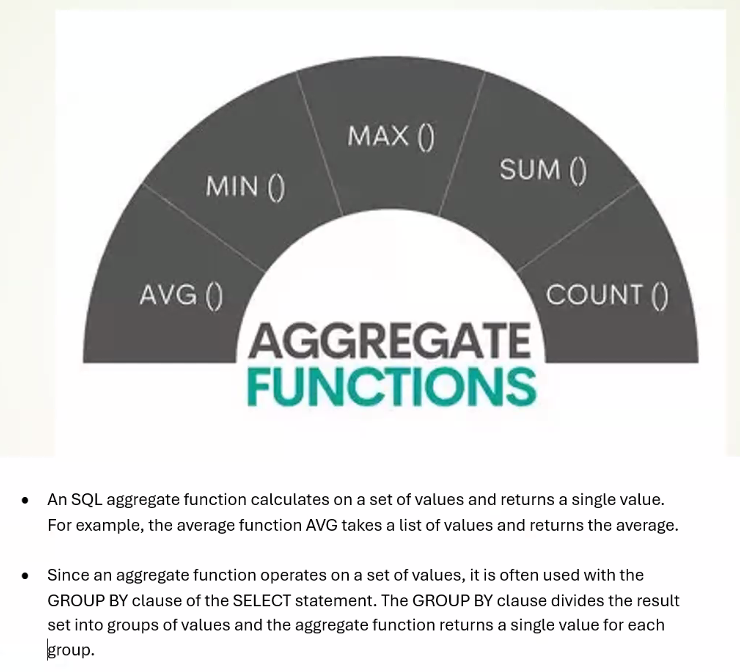 AVG ()
MIN ()
MAX ()
SUM ()
COUNT ()
AGGREGATE
FUNCTIONS
• An SQL aggregate function calculates on a set of values and returns a single value.
For example, the average function AVG takes a list of values and returns the average.
• Since an aggregate function operates on a set of values, it is often used with the
GROUP BY clause of the SELECT statement. The GROUP BY clause divides the result
set into groups of values and the aggregate function returns a single value for each
group.